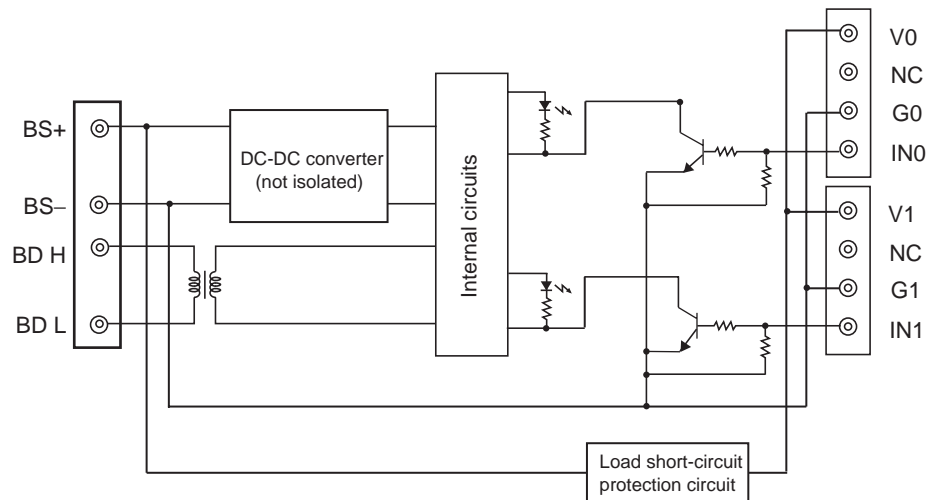 BS+
BS−
BD H
BD L
DC-DC converter
(not isolated)
Internal circuits
V0
NC
G0
IN0
V1
NC
G1
IN1
Load short-circuit
protection circuit